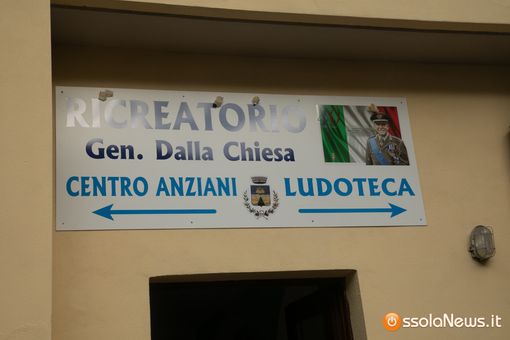 RICREATORIO
Gen. Dalla Chiesa
CENTRO ANZIANI LUDOTECA
OssolaNews.it